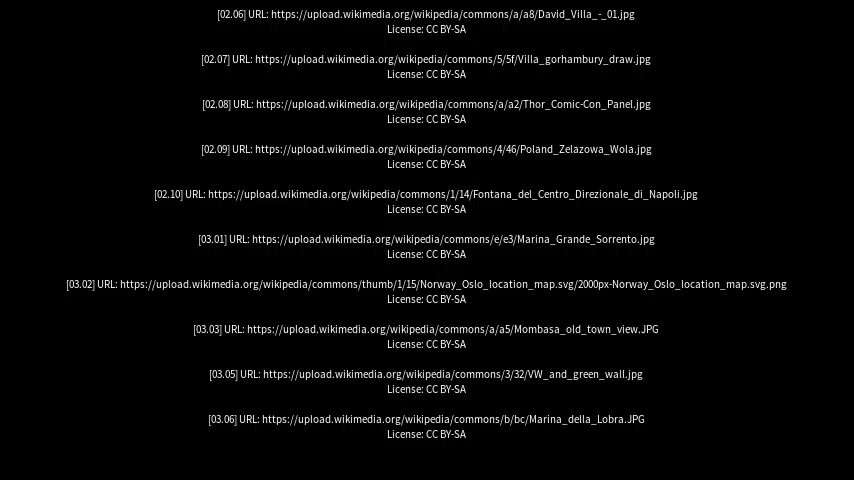 [02.06] URL: https://upload.wikimedia.org/wikipedia/commons/a/a8/David_Villa_-_01.jpg
License: CC BY-SA
[02.07] URL: https://upload.wikimedia.org/wikipedia/commons/5/5f/Villa_gorhambury_draw.jpg
License: CC BY-SA
[02.08] URL: https://upload.wikimedia.org/wikipedia/commons/a/a2/Thor_Comic-Con_Panel.jpg
License: CC BY-SA
[02.09] URL: https://upload.wikimedia.org/wikipedia/commons/4/46/Poland_Zelazowa_Wola.jpg
License: CC BY-SA
[02.10] URL: https://upload.wikimedia.org/wikipedia/commons/1/14/Fontana_del_Centro_Direzionale_di_Napoli.jpg
License: CC BY-SA
[03.01] URL: https://upload.wikimedia.org/wikipedia/commons/e/e3/Marina_Grande_Sorrento.jpg
License: CC BY-SA
[03.02] URL: https://upload.wikimedia.org/wikipedia/commons/thumb/1/15/Norway_Oslo_location_map.svg/2000px-Norway_Oslo_location_map.svg.png
License: CC BY-SA
[03.03] URL: https://upload.wikimedia.org/wikipedia/commons/a/a5/Mombasa_old_town_view.JPG
License: CC BY-SA
[03.05] URL: https://upload.wikimedia.org/wikipedia/commons/3/32/VW_and_green_wall.jpg
License: CC BY-SA
[03.06] URL: https://upload.wikimedia.org/wikipedia/commons/b/bc/Marina_della_Lobra.JPG
License: CC BY-SA